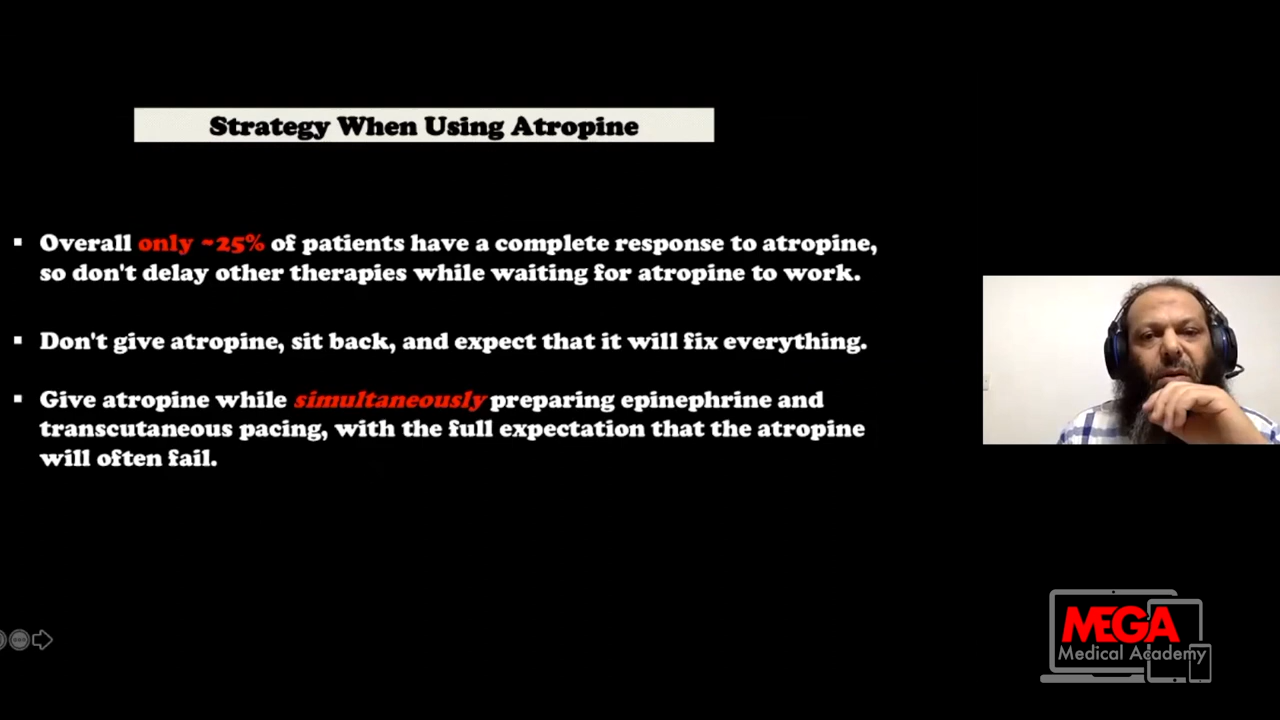 Strategy When Using Atropine
▪ Overall only ~25% of patients have a complete response to atropine,
so don't delay other therapies while waiting for atropine to work.
▪ Don't give atropine, sit back, and expect that it will fix everything.
▪ Give atropine while simultaneously preparing epinephrine and
transcutaneous pacing, with the full expectation that the atropine
will often fail.
MEGA
Medical Academy